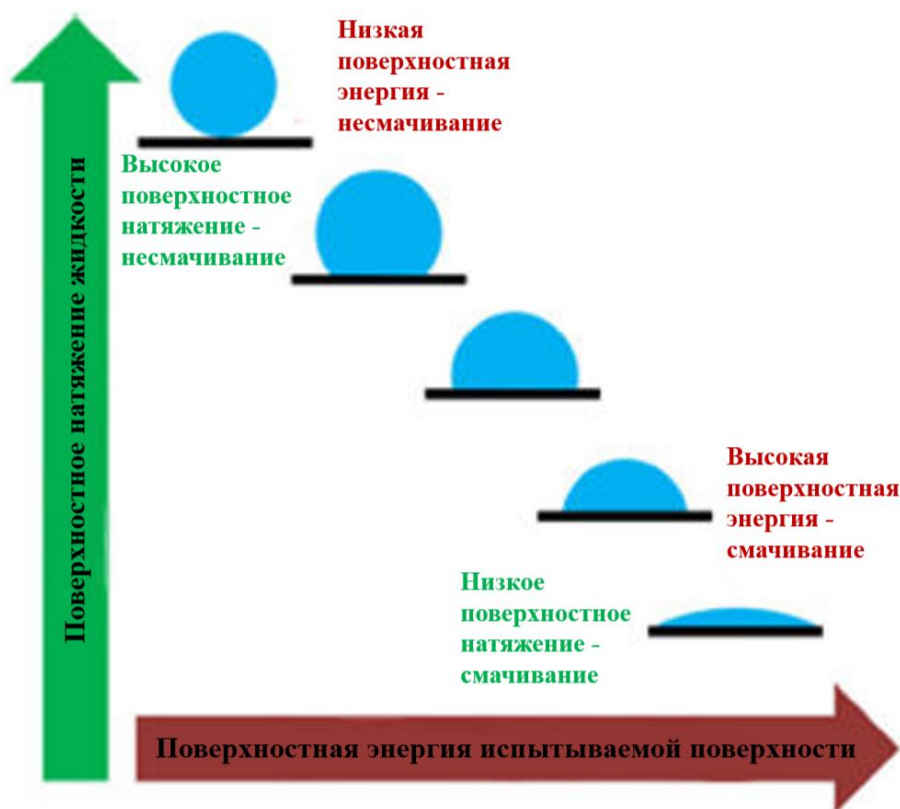 Низкая
поверхностная
энергия -
несмачивание
Высокое
поверхностное
натяжение -
несмачивание
Поверхностное натяжение жидкости
Высокая
поверхностная
энергия -
смачивание
Низкое
поверхностное
натяжение -
смачивание
Поверхностная энергия испытываемой поверхности